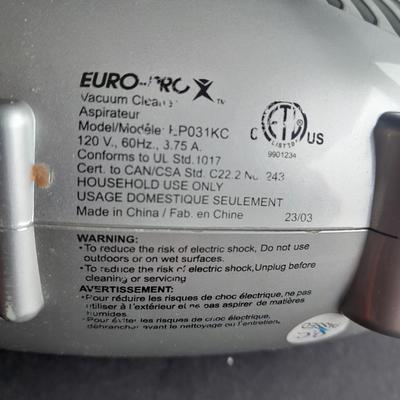 EURO-PRO X ™
Vacuum Cleaner
Aspirateur
Model/Modèle: EP031KC
120 V., 60Hz., 3.75 A.
Conforms to UL Std.1017
Cert. to CAN/CSA Std. C22.2 No. 243
HOUSEHOLD USE ONLY
USAGE DOMESTIQUE SEULEMENT
Made in China / Fab. en Chine 23/03
C ETL US
LISTED
9901234
WARNING:
•To reduce the risk of electric shock, Do not use
outdoors or on wet surfaces.
•To reduce the risk of electric shock,Unplug before
cleaning or servicing
AVERTISSEMENT:
•Pour réduire les risques de choc électrique, ne pas
utiliser à l'extérieur et ne pas aspirer de matières
humides.
•Pour éviter les risques de choc électrique,
débrancher avant le nettoyage ou l'entretien.